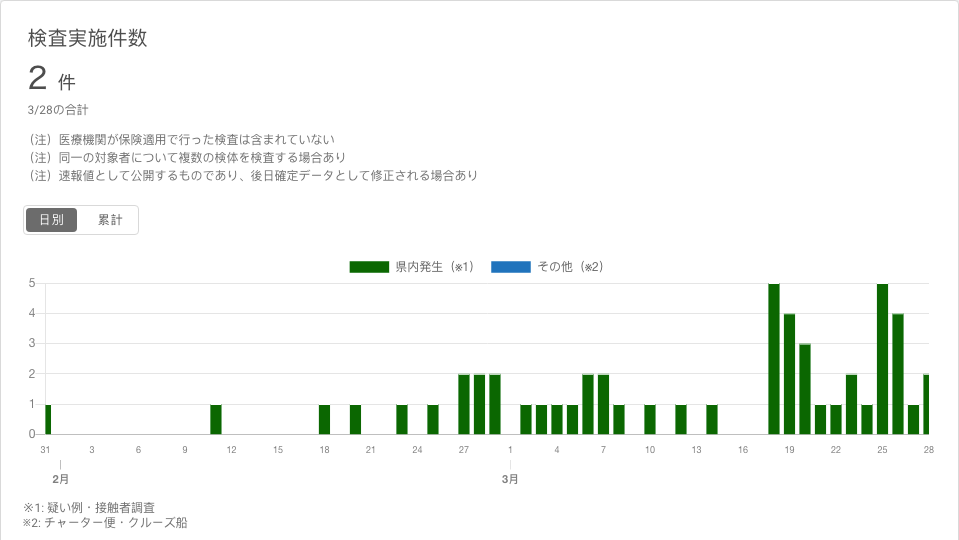 検査実施件数
2 件
3/28の合計
（注）医療機関が保険適用で行った検査は含まれていない
（注）同一の対象者について複数の検体を検査する場合あり
（注）速報値として公開するものであり、後日確定データとして修正される場合あり
日別 累計
県内発生（※1） その他（※2）
5
4
3
2
1
0
31 3 6 9 12 15 18 21 24 27 1 4 7 10 13 16 19 22 25 28
2月 3月
※1: 疑い例・接触者調査
※2: チャーター便・クルーズ船